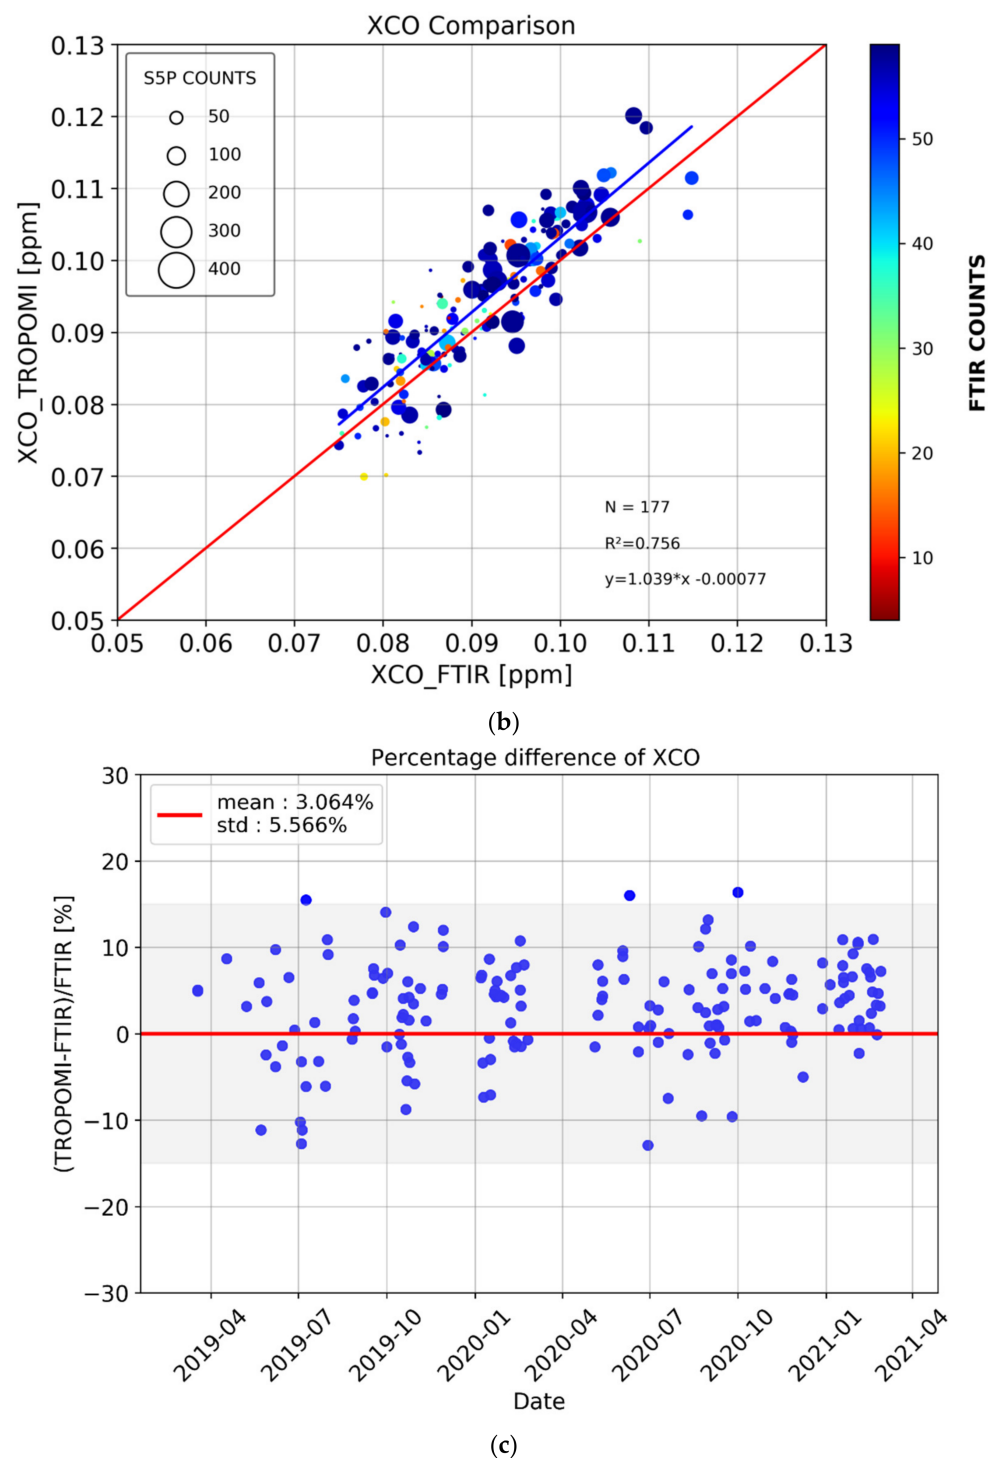 XCO Comparison
0.13
0.12
0.11
0.10
0.09
0.08
0.07
0.06
0.05
XCO_TROPOMI [ppm]
S5P COUNTS
50
100
200
300
400
N = 177
R²=0.756
y=1.039*x -0.00077
0.05 0.06 0.07 0.08 0.09 0.10 0.11 0.12 0.13
XCO_FTIR [ppm]
50
40
30
20
10
FTIR COUNTS
(b)
Percentage difference of XCO
30
20
10
0
−10
−20
−30
(TROPOMI-FTIR)/FTIR [%]
mean : 3.064%
std : 5.566%
2019-04 2019-07 2019-10 2020-01 2020-04 2020-07 2020-10 2021-01 2021-04
Date
(c)